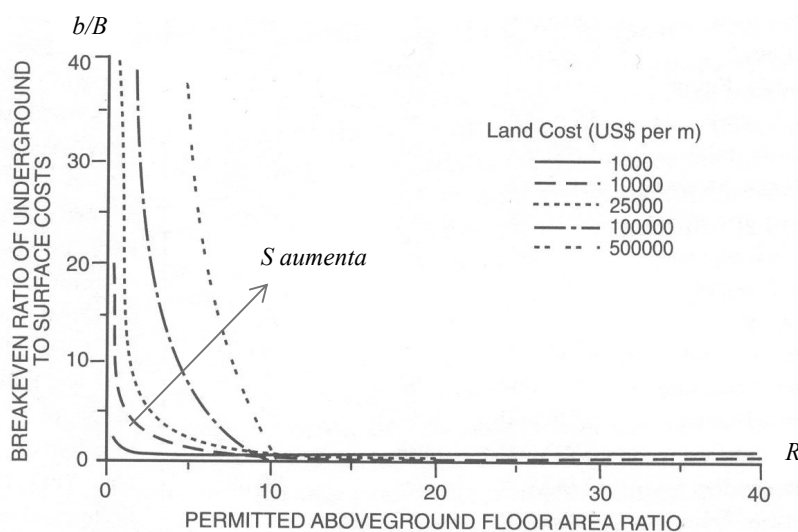 b/B
BREAKEVEN RATIO OF UNDERGROUND
TO SURFACE COSTS
40
30
20
10
0
Land Cost (US$ per m)
1000
10000
25000
100000
500000
S aumenta
R
0
10
20
30
40
PERMITTED ABOVEGROUND FLOOR AREA RATIO